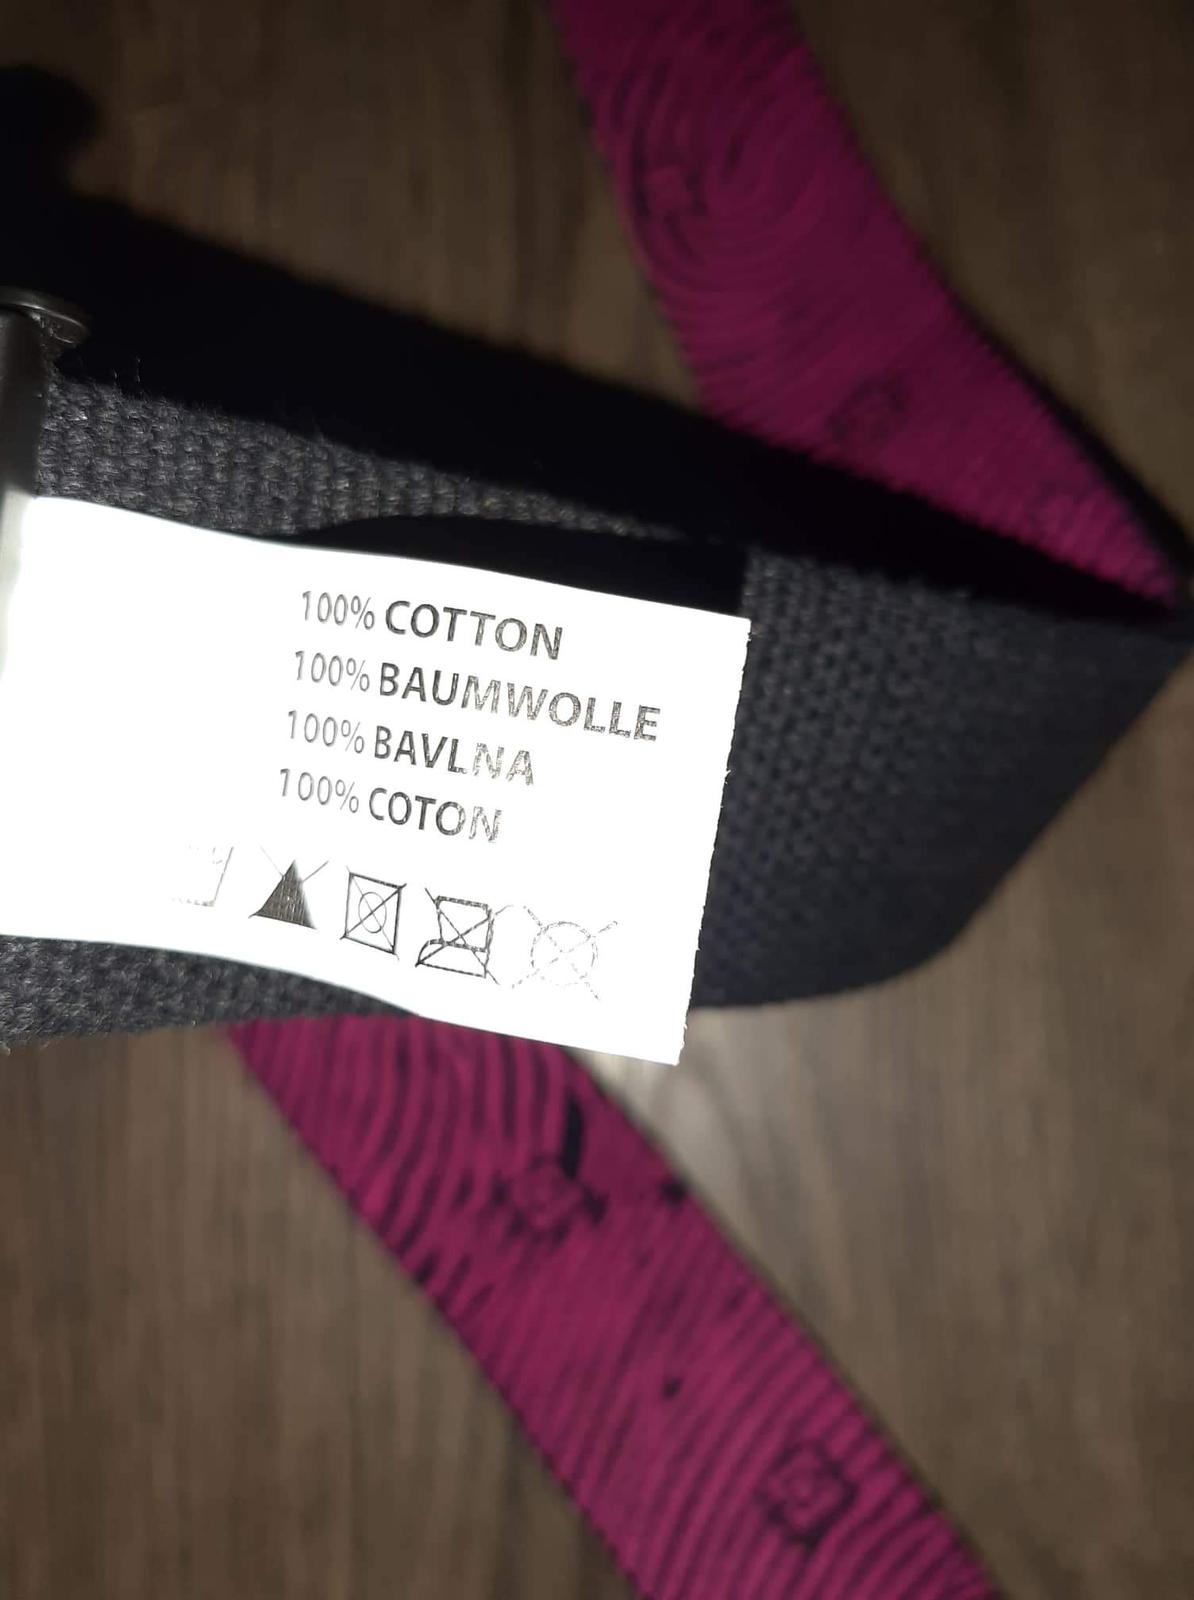 100% COTTON
100% BAUMWOLLE
100% BAVLNA
100% COTON